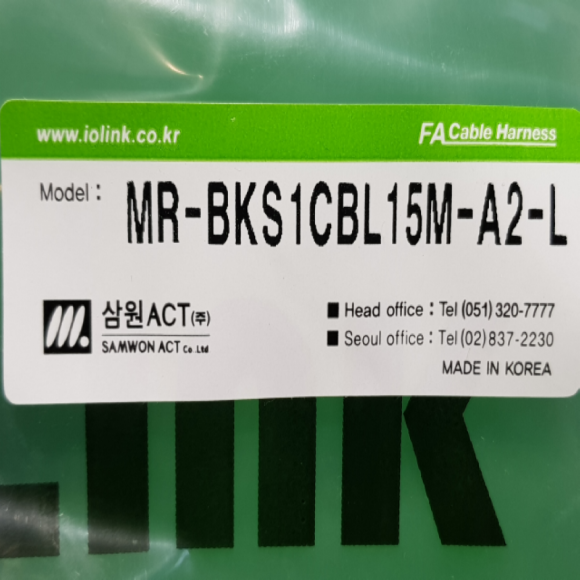 www.iolink.co.kr
FA Cable Harness
Model : MR-BKS1CBL15M-A2-L
삼원ACT(주)
SAMWON ACT Co.Ltd
■ Head office : Tel (051) 320-7777
■ Seoul office : Tel (02) 837-2230
MADE IN KOREA
link